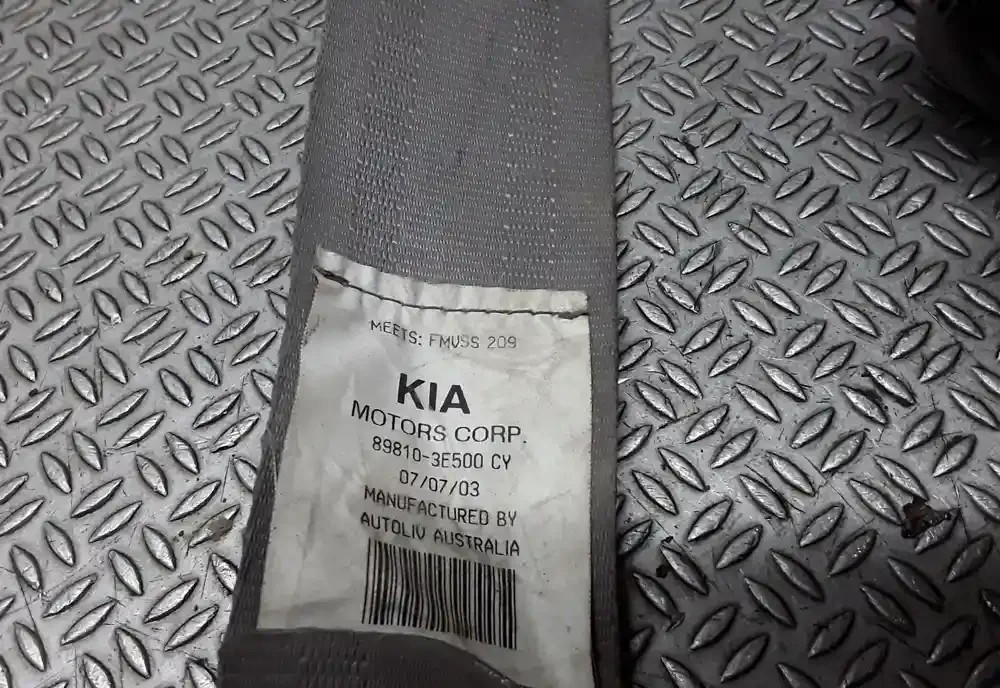 MEETS: FMVSS 209
KIA
MOTORS CORP.
89810-3E500 CY
07/07/03
MANUFACTURED BY
AUTOLIV AUSTRALIA